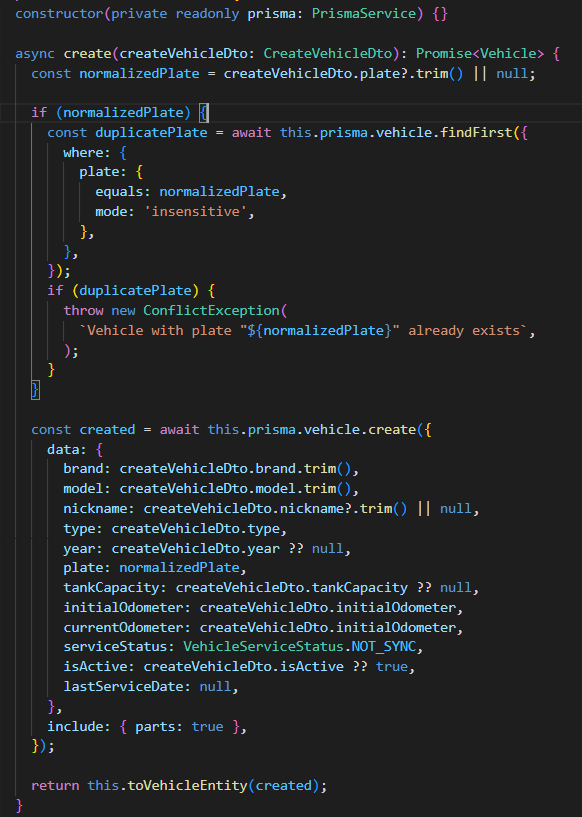 constructor(private readonly prisma: PrismaService) {}

async create(createVehicleDto: CreateVehicleDto): Promise<Vehicle> {
  const normalizedPlate = createVehicleDto.plate?.trim() || null;

  if (normalizedPlate) {
    const duplicatePlate = await this.prisma.vehicle.findFirst({
      where: {
        plate: {
          equals: normalizedPlate,
          mode: 'insensitive',
        },
      },
    });
    if (duplicatePlate) {
      throw new ConflictException(
        `Vehicle with plate "${normalizedPlate}" already exists`,
      );
    }
  }

  const created = await this.prisma.vehicle.create({
    data: {
      brand: createVehicleDto.brand.trim(),
      model: createVehicleDto.model.trim(),
      nickname: createVehicleDto.nickname?.trim() || null,
      type: createVehicleDto.type,
      year: createVehicleDto.year ?? null,
      plate: normalizedPlate,
      tankCapacity: createVehicleDto.tankCapacity ?? null,
      initialOdometer: createVehicleDto.initialOdometer,
      currentOdometer: createVehicleDto.initialOdometer,
      serviceStatus: VehicleServiceStatus.NOT_SYNC,
      isActive: createVehicleDto.isActive ?? true,
      lastServiceDate: null,
    },
    include: { parts: true },
  });

  return this.toVehicleEntity(created);
}